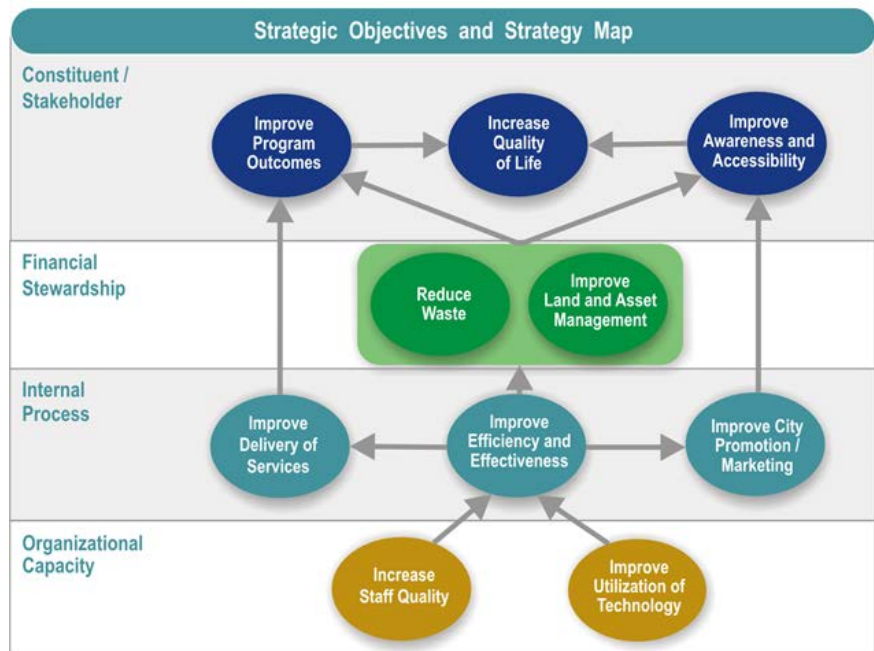 Strategic Objectives and Strategy Map
Constituent /
Stakeholder
Improve
Program
Outcomes
Increase
Quality
of Life
Improve
Awareness and
Accessibility
Financial
Stewardship
Reduce
Waste
Improve
Land and Asset
Management
Internal
Process
Improve
Delivery of
Services
Improve
Efficiency and
Effectiveness
Improve City
Promotion /
Marketing
Organizational
Capacity
Increase
Staff Quality
Improve
Utilization of
Technology